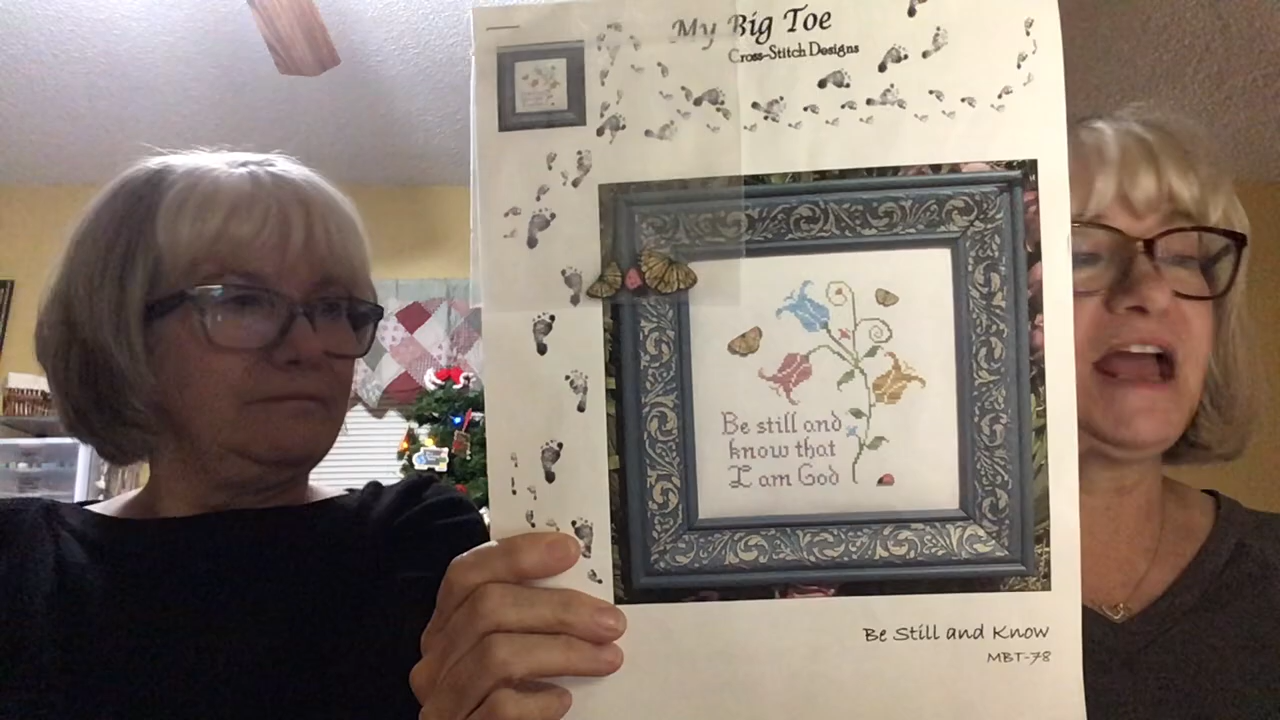 My Big Toe
Cross-Stitch Designs
Be still and
know that
I am God
Be Still and Know
MBT-78